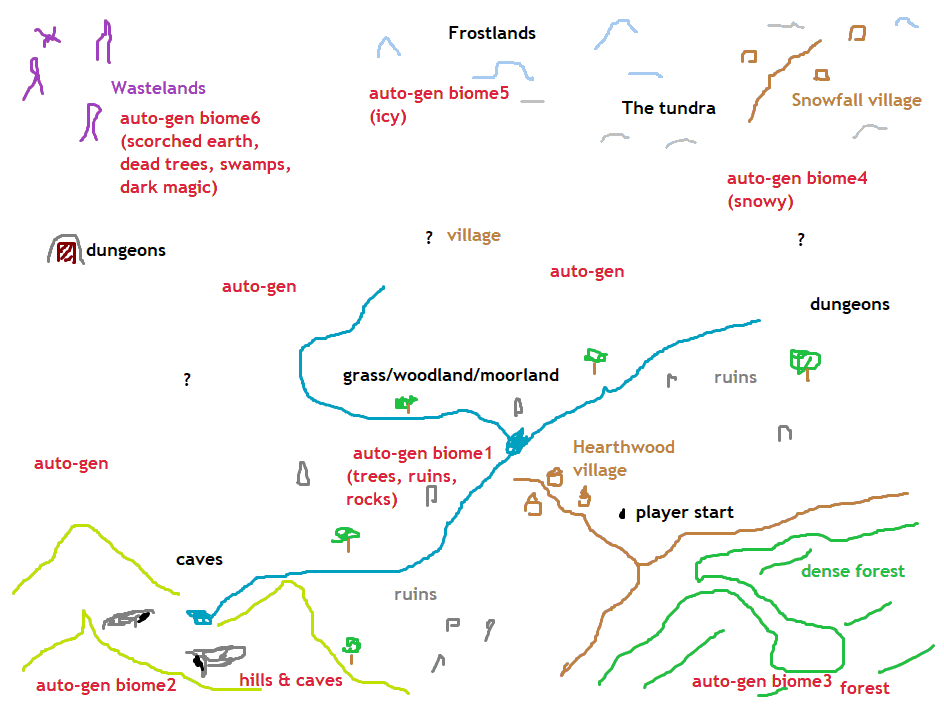 Frostlands
Wastelands
auto-gen biome6
(scorched earth,
dead trees, swamps,
dark magic)
auto-gen biome5
(icy)
The tundra
Snowfall village
auto-gen biome4
(snowy)
dungeons
? village
?
auto-gen
auto-gen
dungeons
?
grass/woodland/moorland
ruins
auto-gen
auto-gen biome1
(trees, ruins,
rocks)
Hearthwood
village
player start
caves
ruins
dense forest
auto-gen biome2
hills & caves
auto-gen biome3
forest